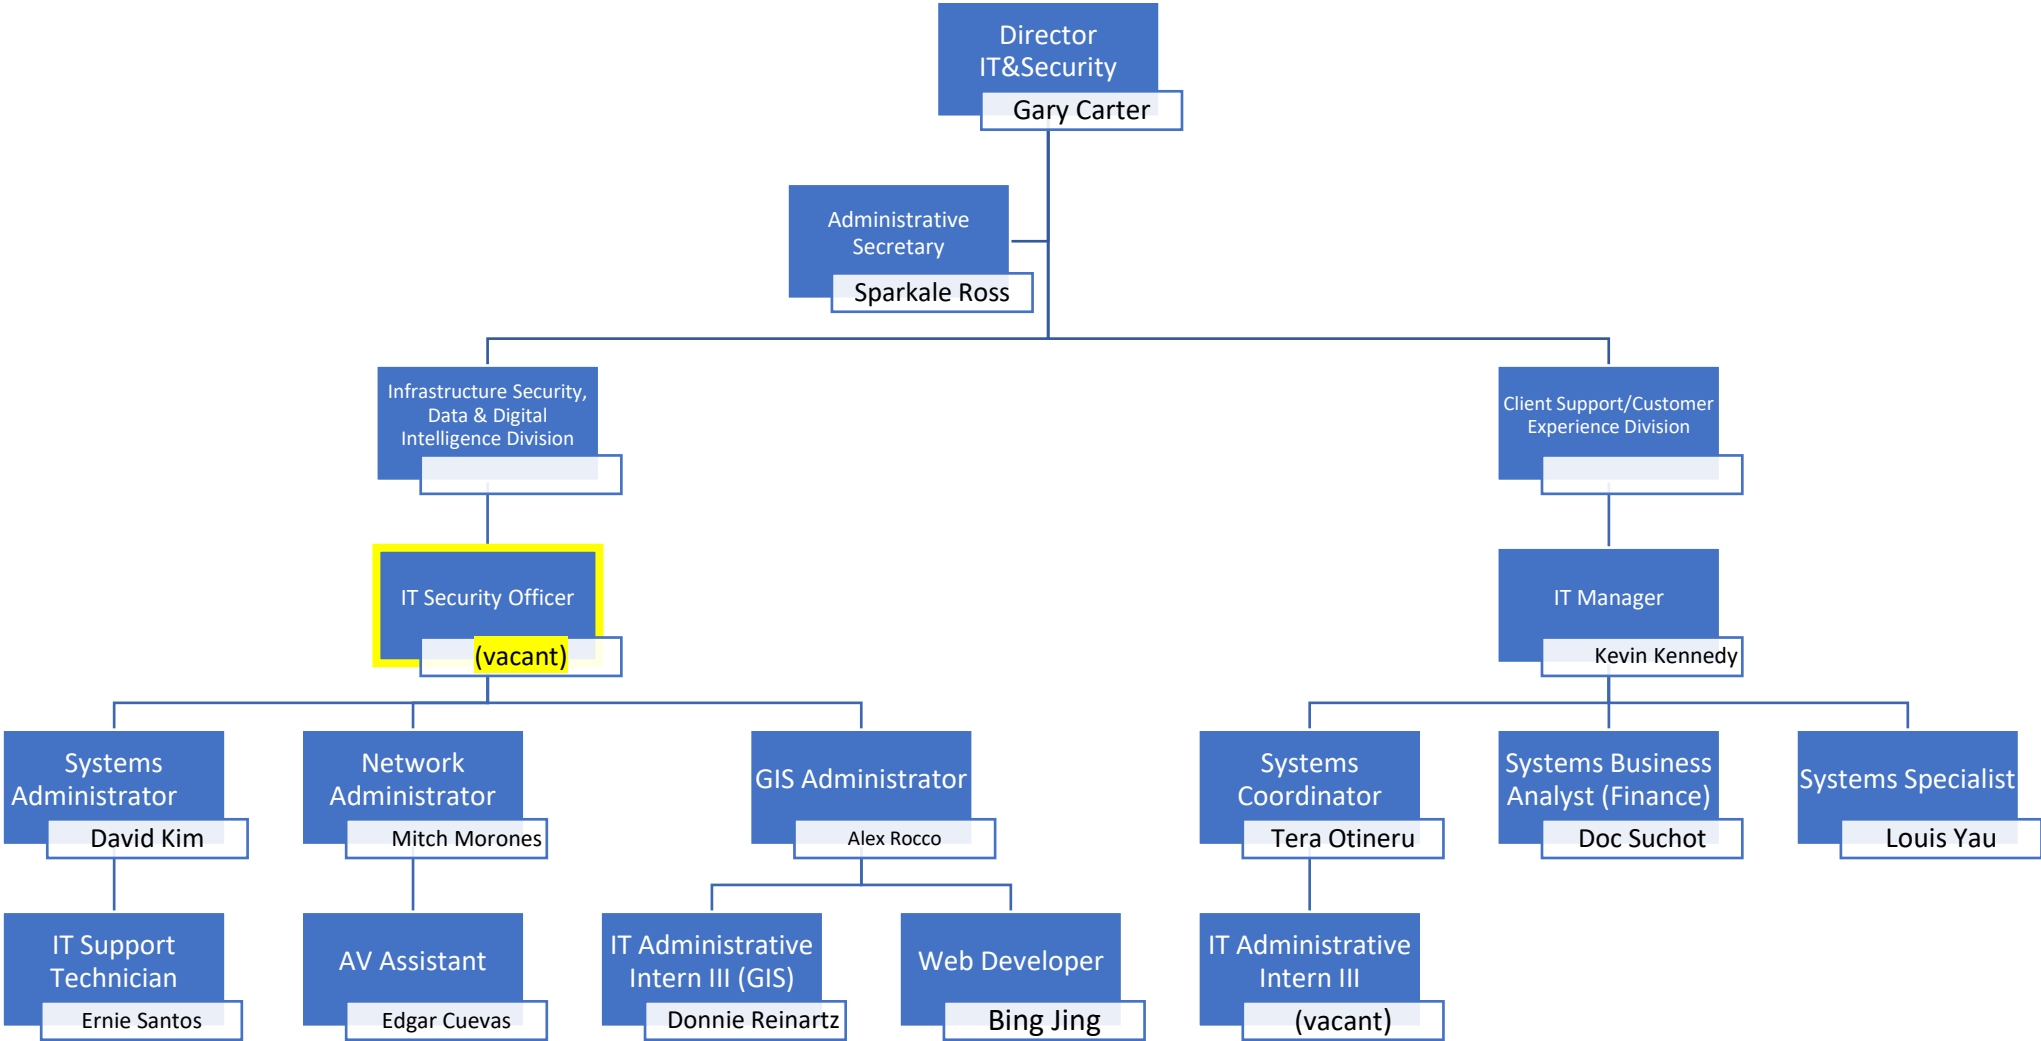 Director
IT&Security
Gary Carter
Administrative
Secretary
Sparkale Ross
Infrastructure Security,
Data & Digital
Intelligence Division
Client Support/Customer
Experience Division
IT Security Officer
(vacant)
IT Manager
Kevin Kennedy
Systems
Administrator
David Kim
Network
Administrator
Mitch Morones
GIS Administrator
Alex Rocco
Systems
Coordinator
Tera Otineru
Systems Business
Analyst (Finance)
Doc Suchot
Systems Specialist
Louis Yau
IT Support
Technician
Ernie Santos
AV Assistant
Edgar Cuevas
IT Administrative
Intern III (GIS)
Donnie Reinartz
Web Developer
Bing Jing
IT Administrative
Intern III
(vacant)